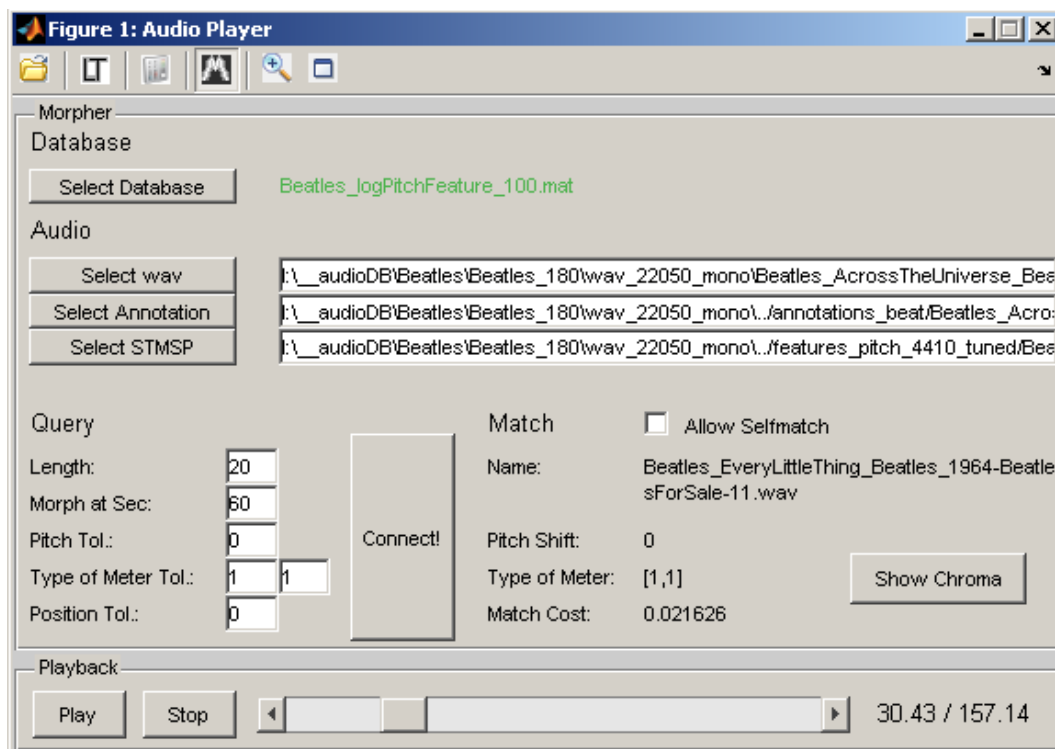 Figure 1: Audio Player
Morpher
Database
Select Database Beatles_logPitchFeature_100.mat
Audio
Select wav I:\__audioDB\Beatles\Beatles_180\wav_22050_mono\Beatles_AcrossTheUniverse_Bea
Select Annotation I:\__audioDB\Beatles\Beatles_180\wav_22050_mono\../annotations_beat/Beatles_Acros
Select STMSP I:\__audioDB\Beatles\Beatles_180\wav_22050_mono\../features_pitch_4410_tuned/Bea
Query
Length: 20
Morph at Sec: 60
Pitch Tol.: 0
Type of Meter Tol.: 1 1
Position Tol.: 0
Connect!
Match Allow Selfmatch
Name: Beatles_EveryLittleThing_Beatles_1964-Beatle
sForSale-11.wav
Pitch Shift: 0
Type of Meter: [1,1]
Match Cost: 0.021626
Show Chroma
Playback
Play Stop 30.43 / 157.14